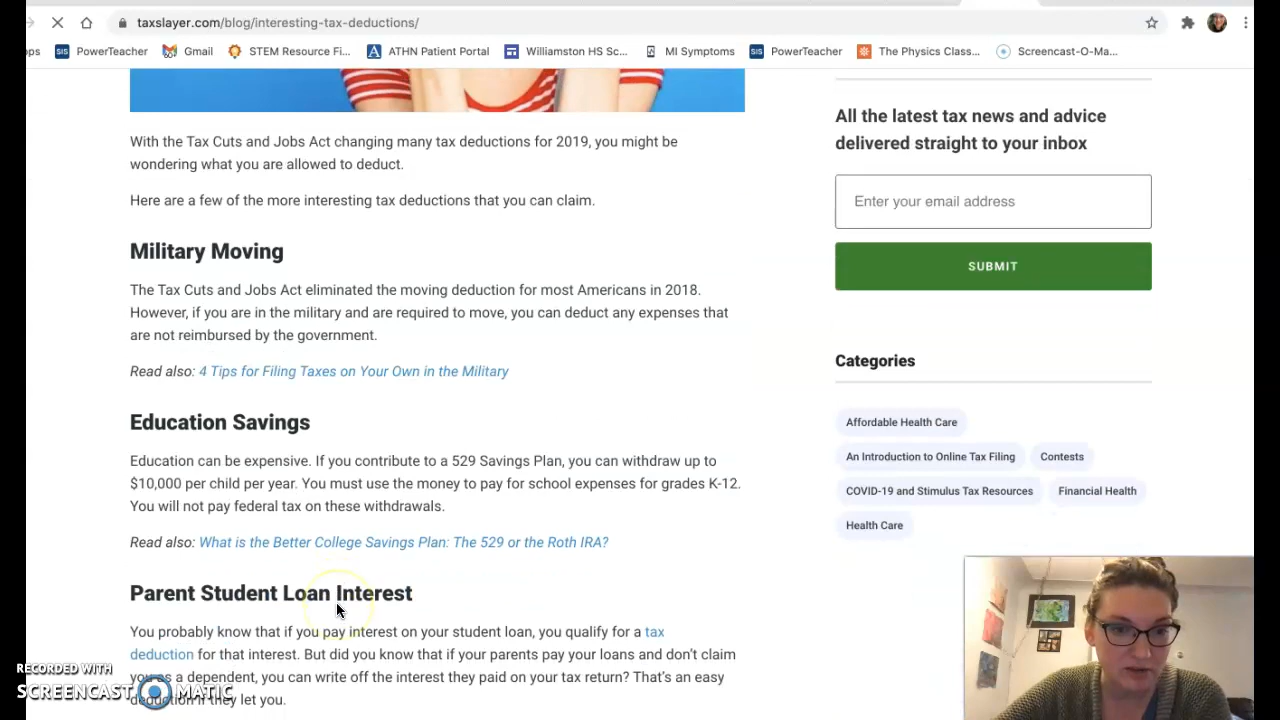 taxslayer.com/blog/interesting-tax-deductions/
ops PowerTeacher Gmail STEM Resource Fi... ATHN Patient Portal Williamston HS Sc... MI Symptoms PowerTeacher The Physics Class... Screencast-O-Ma...
With the Tax Cuts and Jobs Act changing many tax deductions for 2019, you might be
wondering what you are allowed to deduct.
Here are a few of the more interesting tax deductions that you can claim.
Military Moving
The Tax Cuts and Jobs Act eliminated the moving deduction for most Americans in 2018.
However, if you are in the military and are required to move, you can deduct any expenses that
are not reimbursed by the government.
Read also: 4 Tips for Filing Taxes on Your Own in the Military
Education Savings
Education can be expensive. If you contribute to a 529 Savings Plan, you can withdraw up to
$10,000 per child per year. You must use the money to pay for school expenses for grades K-12.
You will not pay federal tax on these withdrawals.
Read also: What is the Better College Savings Plan: The 529 or the Roth IRA?
Parent Student Loan Interest
You probably know that if you pay interest on your student loan, you qualify for a tax
deduction for that interest. But did you know that if your parents pay your loans and don't claim
you as a dependent, you can write off the interest they paid on your tax return? That's an easy
deduction if they let you.
All the latest tax news and advice
delivered straight to your inbox
Enter your email address
SUBMIT
Categories
Affordable Health Care
An Introduction to Online Tax Filing Contests
COVID-19 and Stimulus Tax Resources Financial Health
Health Care
RECORDED WITH
SCREENCAST MATIC